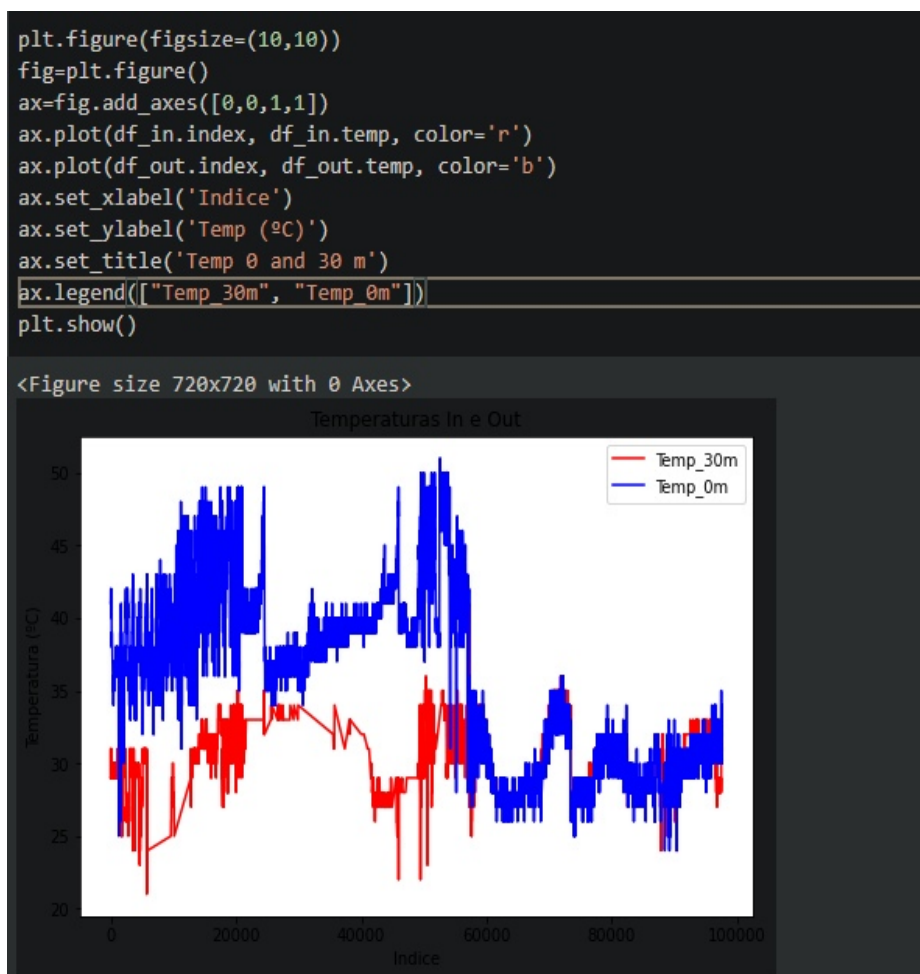 plt.figure(figsize=(10,10))
fig=plt.figure()
ax=fig.add_axes([0,0,1,1])
ax.plot(df_in.index, df_in.temp, color='r')
ax.plot(df_out.index, df_out.temp, color='b')
ax.set_xlabel('Indice')
ax.set_ylabel('Temp (ºC)')
ax.set_title('Temp 0 and 30 m')
ax.legend(["Temp_30m", "Temp_0m"])
plt.show()
<Figure size 720x720 with 0 Axes>
Temperaturas In e Out
Temp_30m
Temp_0m
50
45
40
35
30
25
20
Temperatura (ºC)
0 20000 40000 60000 80000 100000
Indice